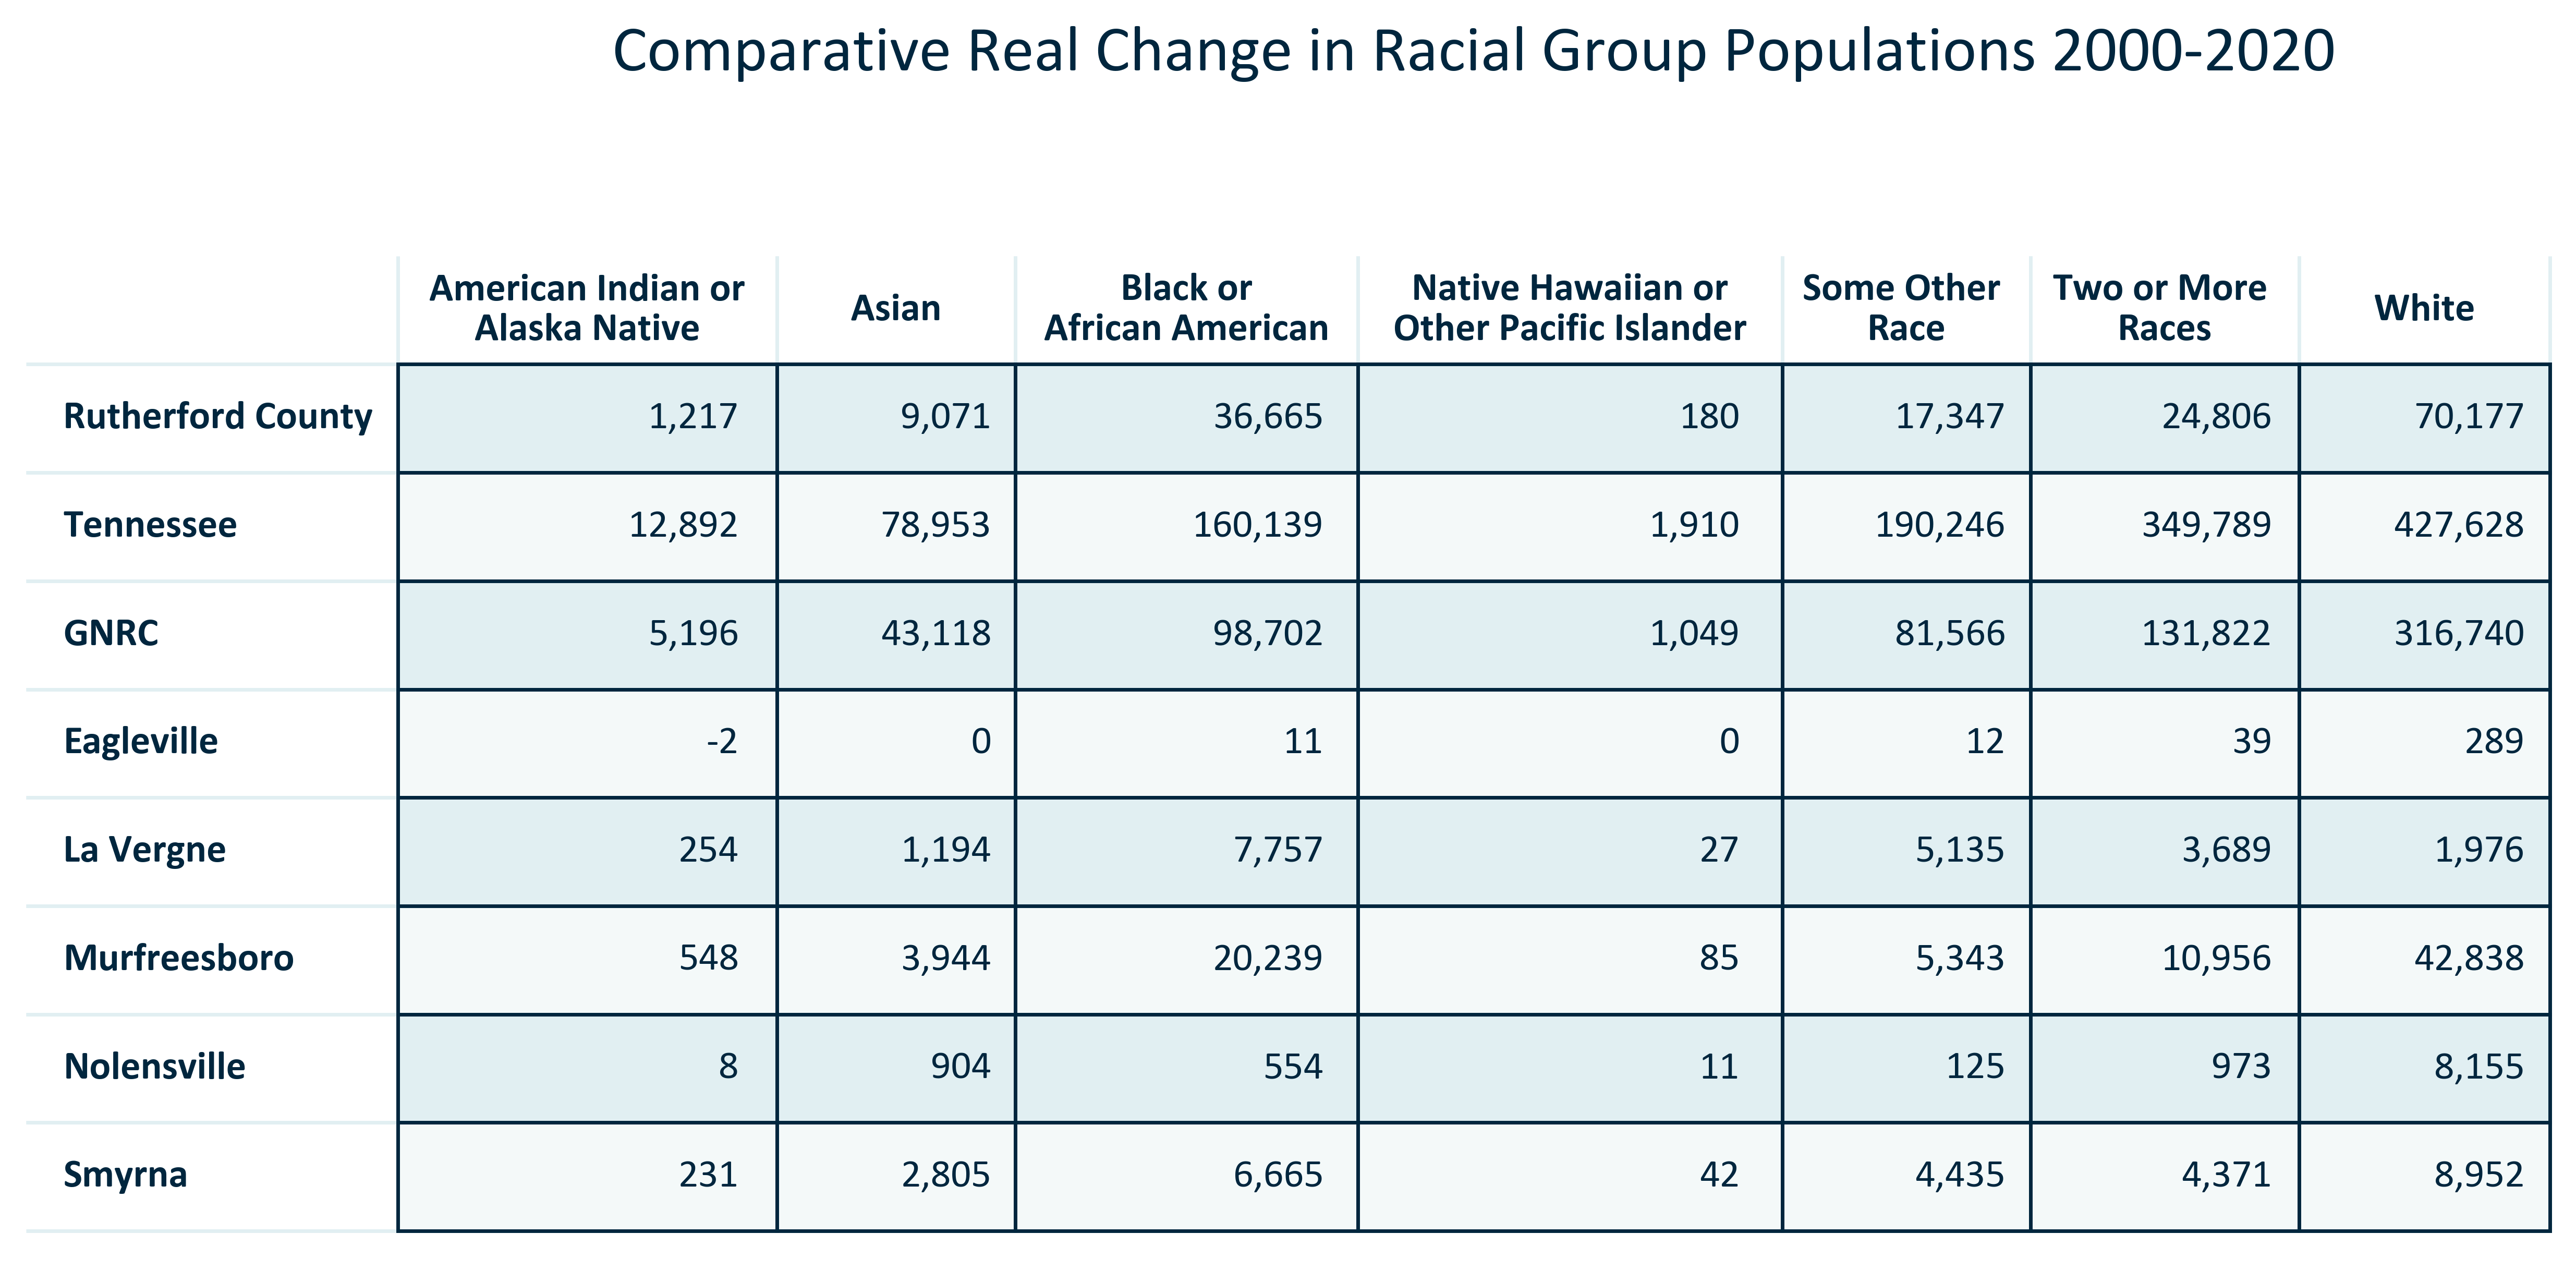 Comparative Real Change in Racial Group Populations 2000-2020
American Indian or Alaska Native Asian Black or African American Native Hawaiian or Other Pacific Islander Some Other Race Two or More Races White
Rutherford County 1,217 9,071 36,665 180 17,347 24,806 70,177
Tennessee 12,892 78,953 160,139 1,910 190,246 349,789 427,628
GNRC 5,196 43,118 98,702 1,049 81,566 131,822 316,740
Eagleville -2 0 11 0 12 39 289
La Vergne 254 1,194 7,757 27 5,135 3,689 1,976
Murfreesboro 548 3,944 20,239 85 5,343 10,956 42,838
Nolensville 8 904 554 11 125 973 8,155
Smyrna 231 2,805 6,665 42 4,435 4,371 8,952